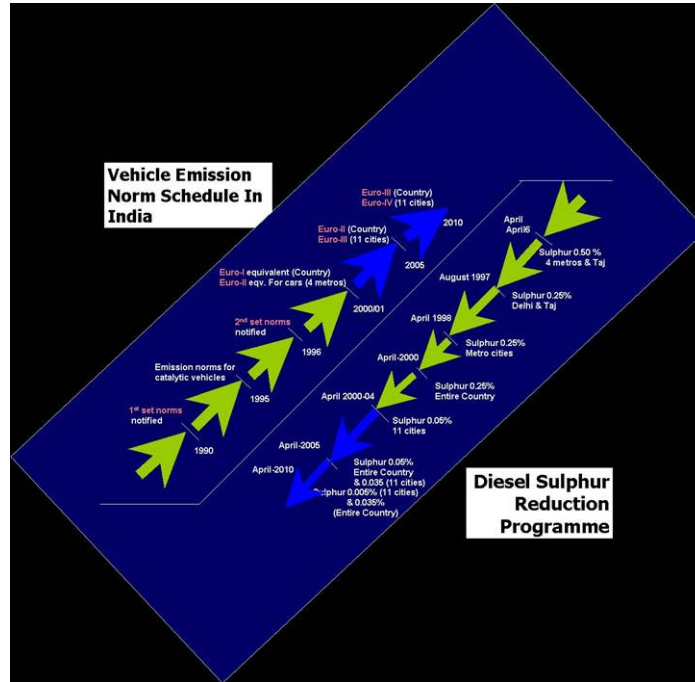 Vehicle Emission
Norm Schedule In
India
Euro-III (Country)
Euro-IV (11 cities)
2010
Euro-II (Country)
Euro-III (11 cities)
2005
Euro-I equivalent (Country)
Euro-II eqv. For cars (4 metros)
2000/01
2nd set norms
notified
1996
Emission norms for
catalytic vehicles
1995
1st set norms
notified
1990
April
April6
Sulphur 0.50 %
4 metros & Taj
August 1997
Sulphur 0.25%
Delhi & Taj
April 1998
Sulphur 0.25%
Metro cities
April-2000
Sulphur 0.25%
Entire Country
April 2000-04
Sulphur 0.05%
11 cities
April-2005
Sulphur 0.05%
Entire Country
& 0.035 (11 cities)
April-2010
Sulphur 0.005% (11 cities)
& 0.035%
(Entire Country)
Diesel Sulphur
Reduction
Programme